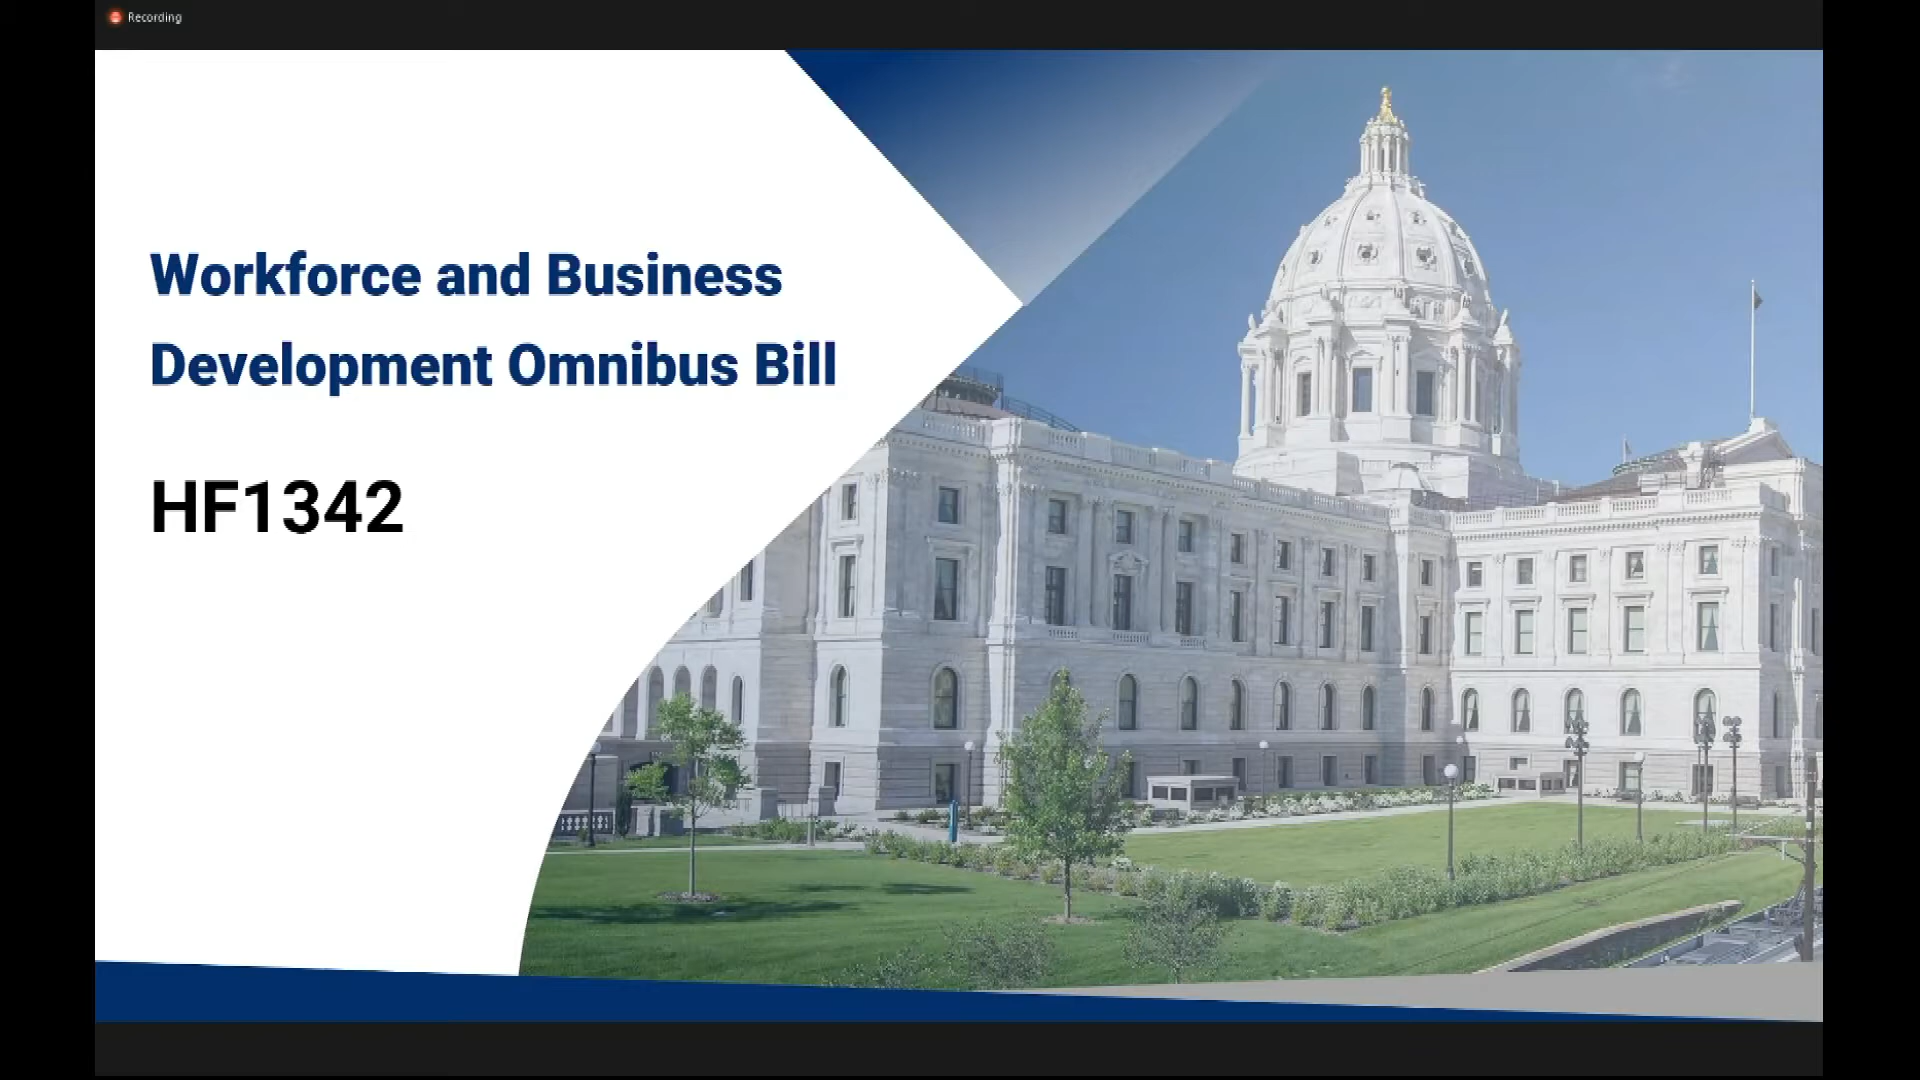 Recording
Workforce and Business
Development Omnibus Bill
HF1342